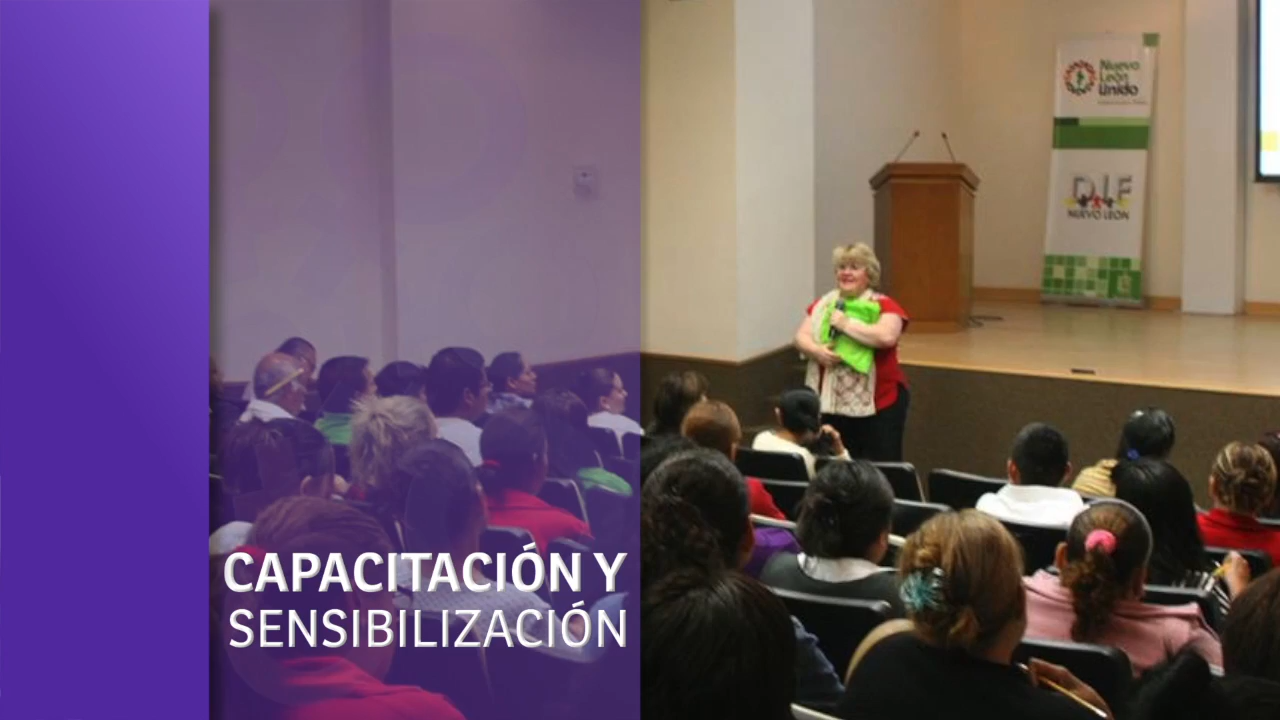 CAPACITACIÓN Y
SENSIBILIZACIÓN
Nuevo
León
Unido
DIF
NUEVO LEÓN